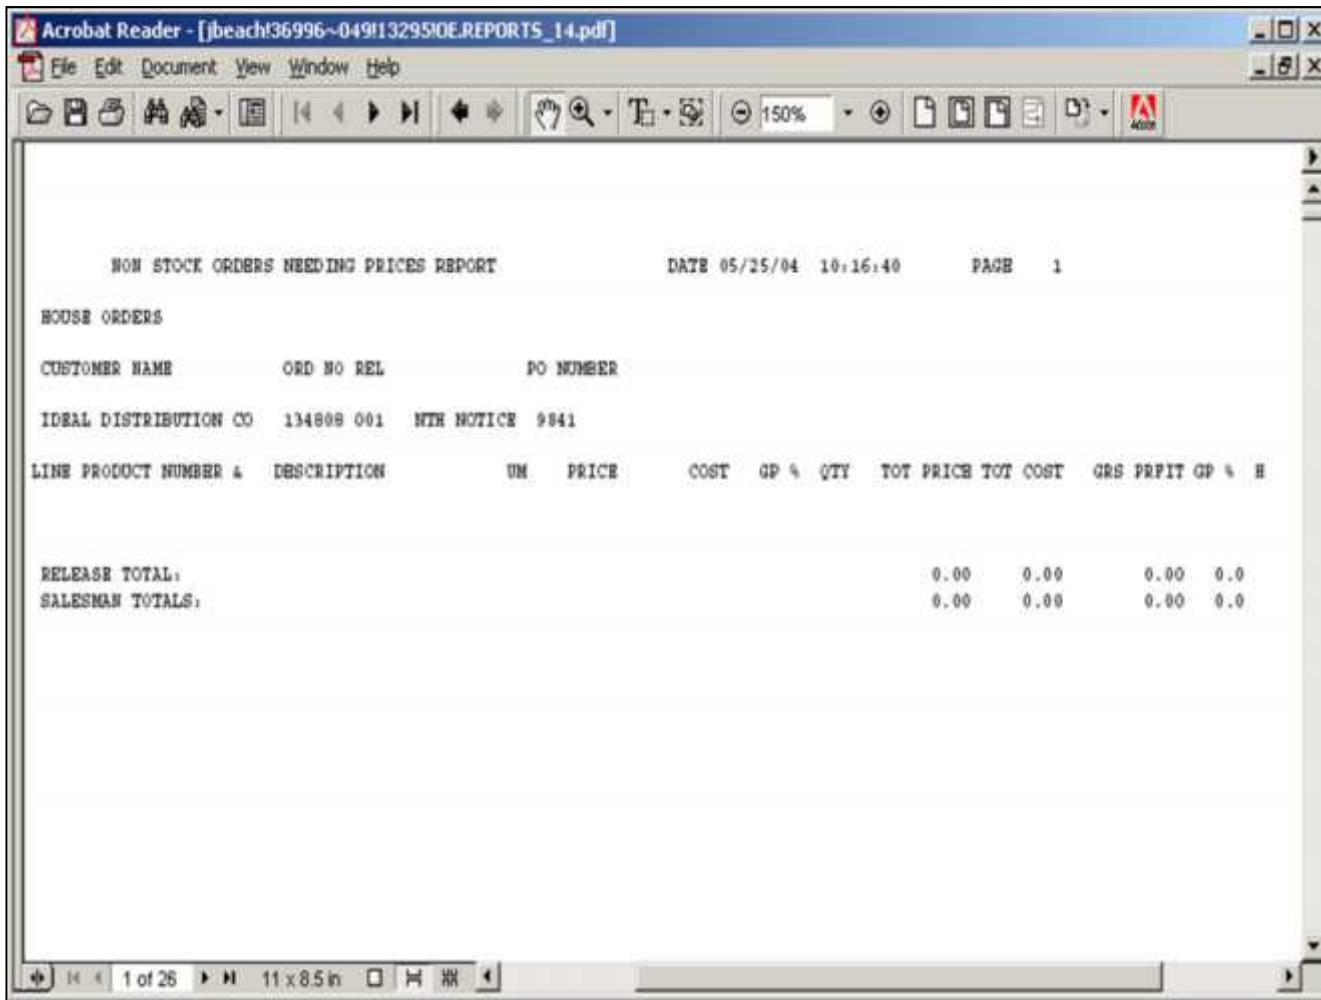 Acrobat Reader - [jbeach!36996~049!13295!OE.REPORTS_14.pdf]
File Edit Document View Window Help
150%
NON STOCK ORDERS NEEDING PRICES REPORT DATE 05/25/04 10:16:40 PAGE 1
HOUSE ORDERS
CUSTOMER NAME ORD NO REL PO NUMBER
IDEAL DISTRIBUTION CO 134808 001 NTH NOTICE 9841
LINE PRODUCT NUMBER & DESCRIPTION UM PRICE COST GP % QTY TOT PRICE TOT COST GRS PRFIT GP % H
RELEASE TOTAL: 0.00 0.00 0.00 0.0
SALESMAN TOTALS: 0.00 0.00 0.00 0.0
1 of 26 11 x 8.5 in